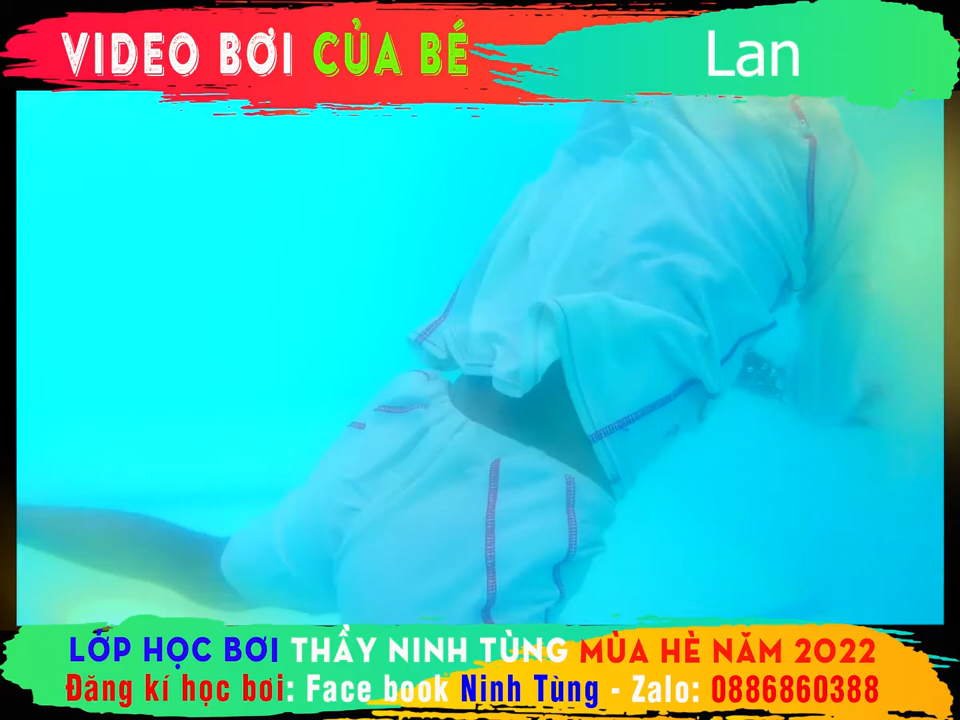 VIDEO BƠI CỦA BÉ
Lan
LỚP HỌC BƠI THẦY NINH TÙNG MÙA HÈ NĂM 2022
Đăng kí học bơi: Face book Ninh Tùng - Zalo: 0886860388